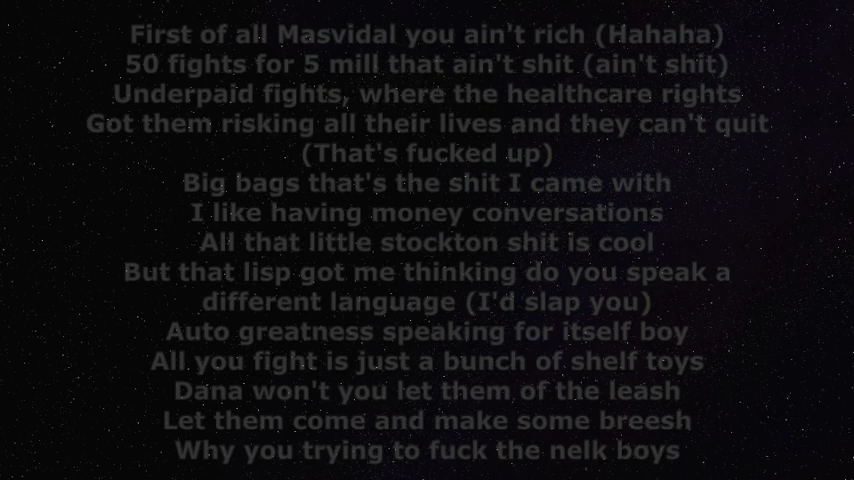 First of all Masvidal you ain't rich (Hahaha)
50 fights for 5 mill that ain't shit (ain't shit)
Underpaid fights, where the healthcare rights
Got them risking all their lives and they can't quit
(That's fucked up)
Big bags that's the shit I came with
I like having money conversations
All that little stockton shit is cool
But that lisp got me thinking do you speak a
different language (I'd slap you)
Auto greatness speaking for itself boy
All you fight is just a bunch of shelf toys
Dana won't you let them of the leash
Let them come and make some breesh
Why you trying to fuck the nelk boys